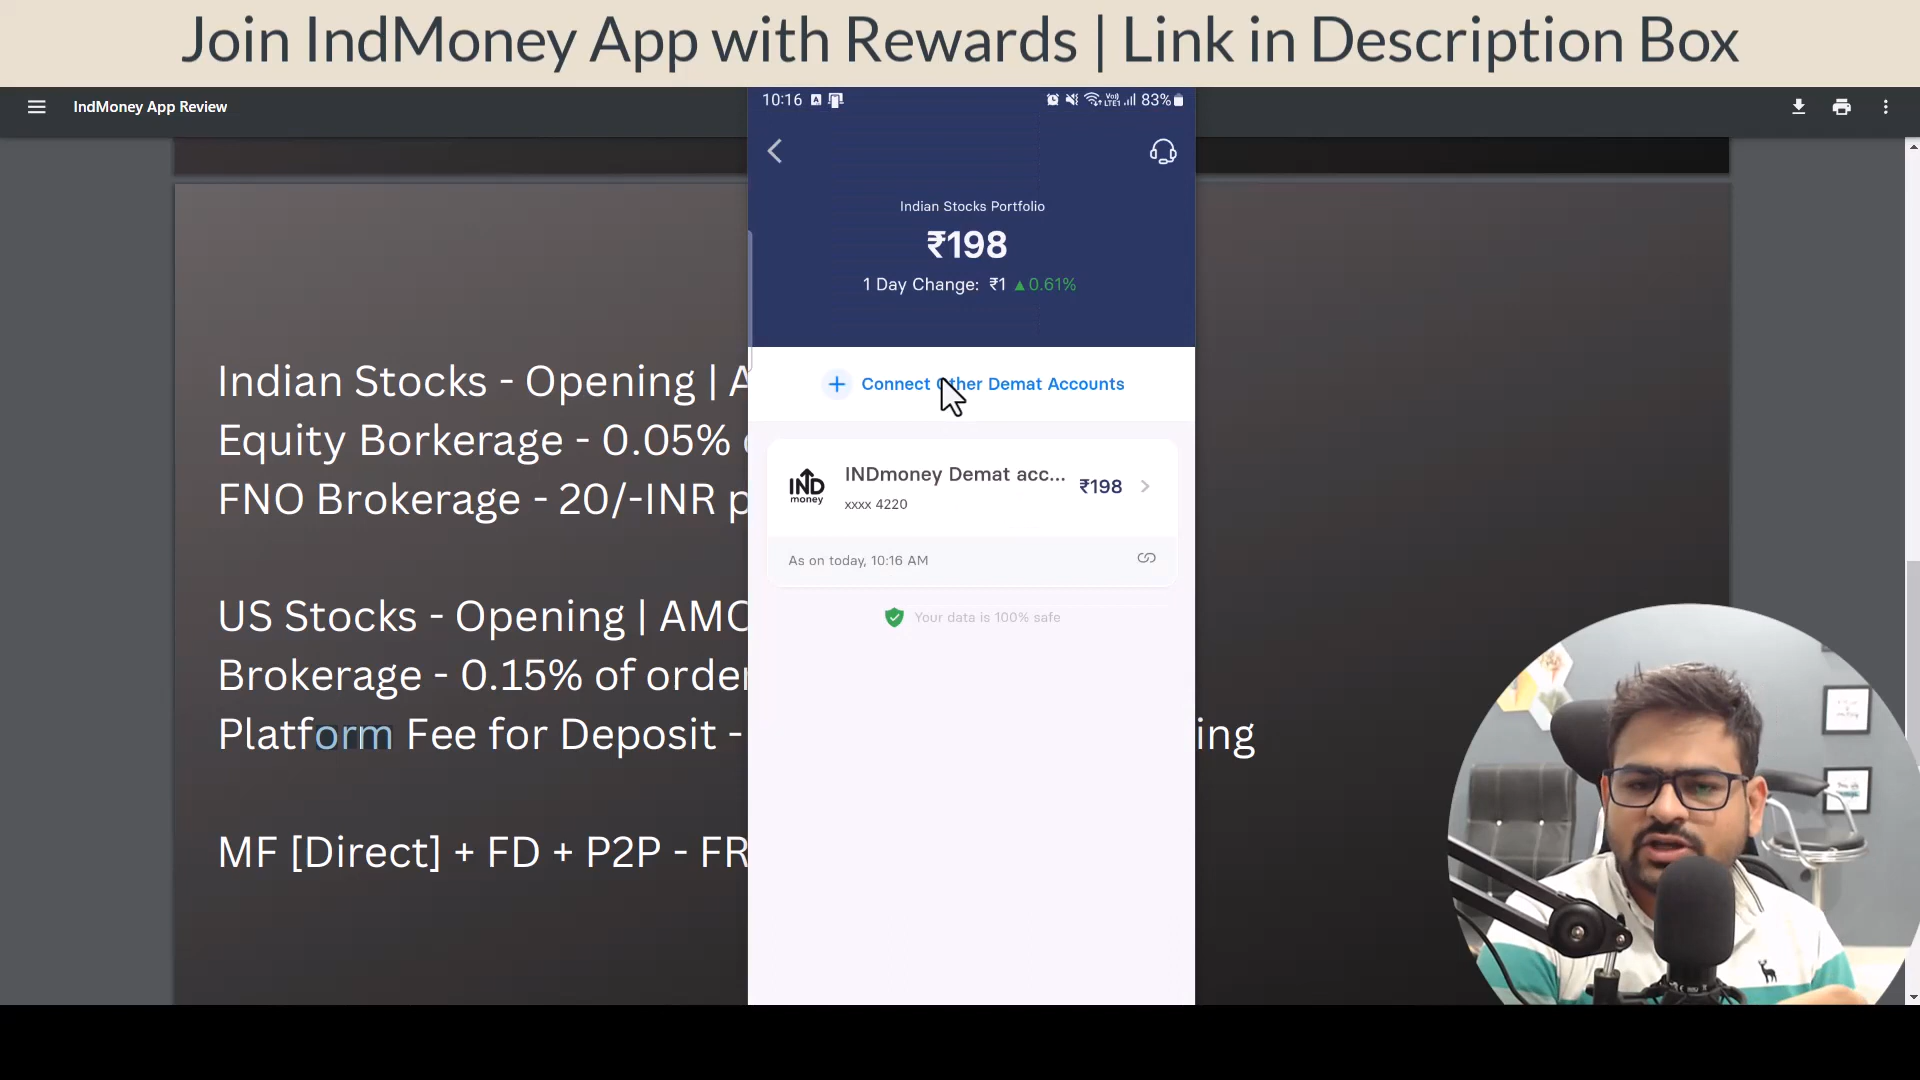 Join IndMoney App with Rewards | Link in Description Box
IndMoney App Review
10:16
83%
Indian Stocks Portfolio
₹198
1 Day Change: ₹1 ▲0.61%
+ Connect Other Demat Accounts
IND money
INDmoney Demat acc...
xxxx 4220
₹198
As on today, 10:16 AM
Your data is 100% safe
Indian Stocks - Opening | A
Equity Borkerage - 0.05%
FNO Brokerage - 20/-INR p
US Stocks - Opening | AMC
Brokerage - 0.15% of order
Platform Fee for Deposit - ing
MF [Direct] + FD + P2P - FR